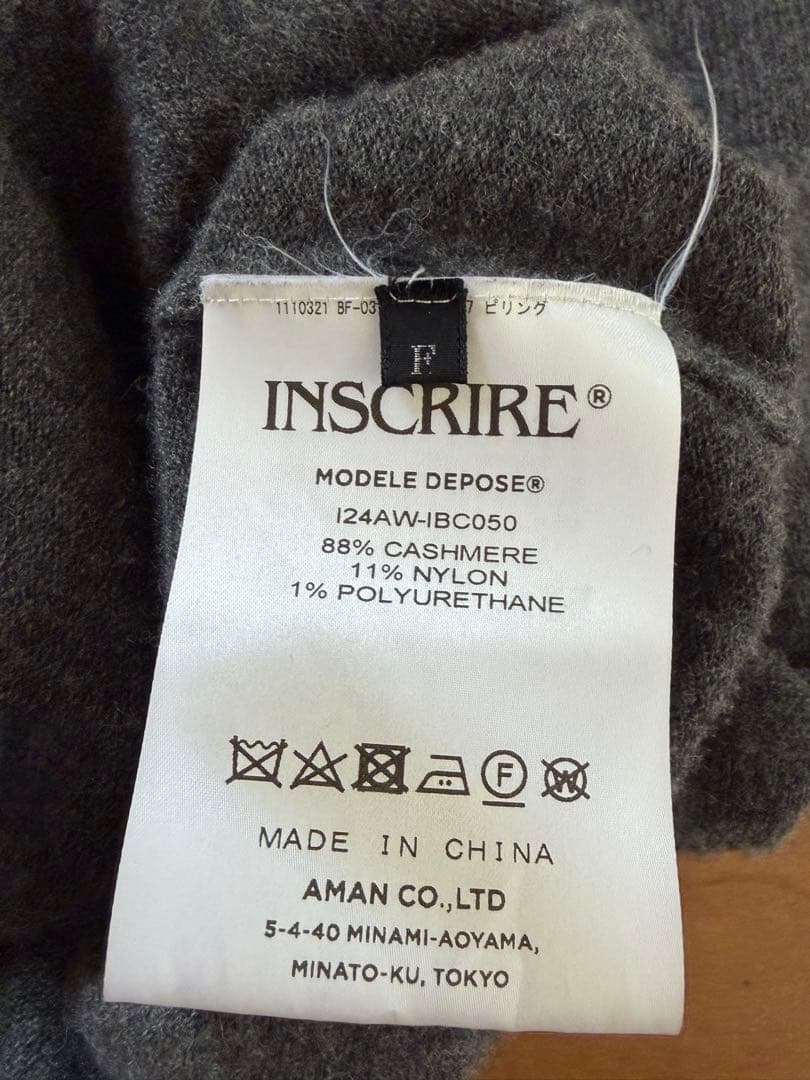 1110321 BF-03 7 ピリング
F
INSCRIRE®
MODELE DEPOSE®
I24AW-IBC050
88% CASHMERE
11% NYLON
1% POLYURETHANE
F W
MADE IN CHINA
AMAN CO.,LTD
5-4-40 MINAMI-AOYAMA,
MINATO-KU, TOKYO